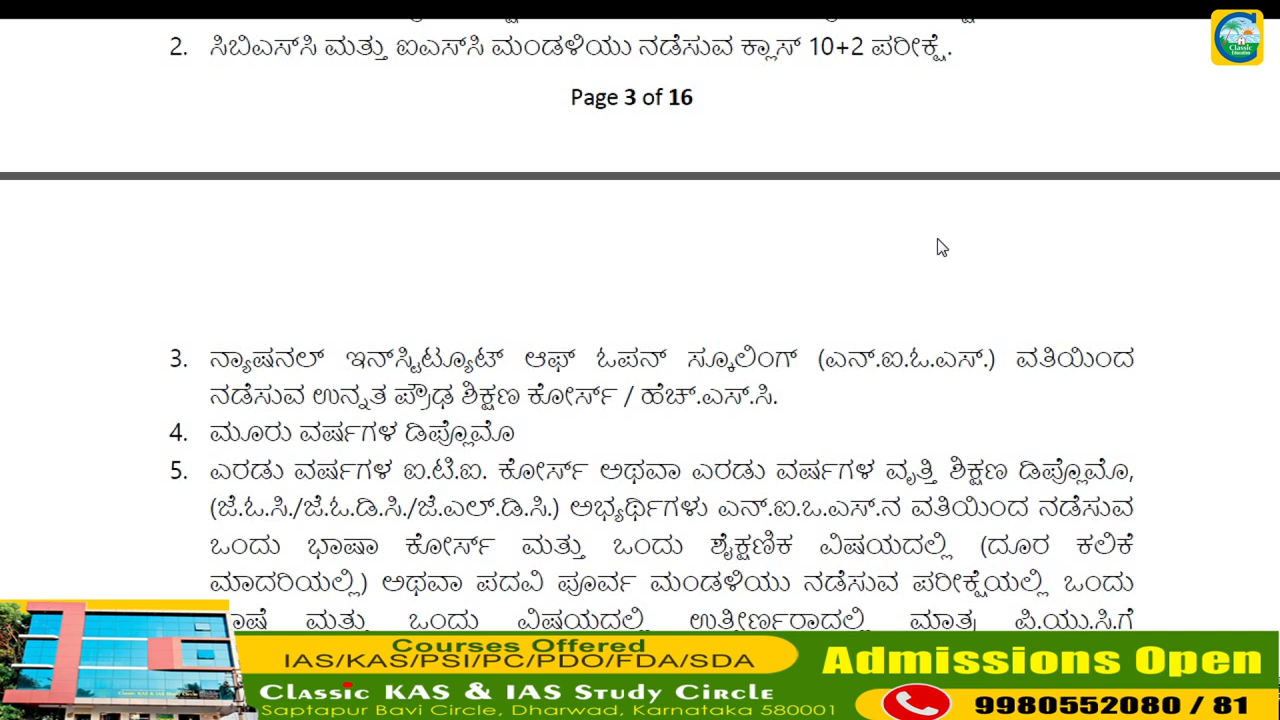 2. ಸಿಬಿಎಸ್‌ಸಿ ಮತ್ತು ಐಎಸ್‌ಸಿ ಮಂಡಳಿಯು ನಡೆಸುವ ಕ್ಲಾಸ್ 10+2 ಪರೀಕ್ಷೆ.
Classic
Education
Page 3 of 16
3. ನ್ಯಾಷನಲ್ ಇನ್‌ಸ್ಟಿಟ್ಯೂಟ್ ಆಫ್ ಓಪನ್ ಸ್ಕೂಲಿಂಗ್ (ಎನ್.ಐ.ಓ.ಎಸ್.) ವತಿಯಿಂದ
ನಡೆಸುವ ಉನ್ನತ ಪ್ರೌಢ ಶಿಕ್ಷಣ ಕೋರ್ಸ್ / ಹೆಚ್.ಎಸ್.ಸಿ.
4. ಮೂರು ವರ್ಷಗಳ ಡಿಪ್ಲೊಮೊ
5. ಎರಡು ವರ್ಷಗಳ ಐ.ಟಿ.ಐ. ಕೋರ್ಸ್ ಅಥವಾ ಎರಡು ವರ್ಷಗಳ ವೃತ್ತಿ ಶಿಕ್ಷಣ ಡಿಪ್ಲೊಮೊ,
(ಜೆ.ಓ.ಸಿ./ಜೆ.ಓ.ಡಿ.ಸಿ./ಜೆ.ಎಲ್.ಡಿ.ಸಿ.) ಅಭ್ಯರ್ಥಿಗಳು ಎನ್.ಐ.ಒ.ಎಸ್.ನ ವತಿಯಿಂದ ನಡೆಸುವ
ಒಂದು ಭಾಷಾ ಕೋರ್ಸ್ ಮತ್ತು ಒಂದು ಶೈಕ್ಷಣಿಕ ವಿಷಯದಲ್ಲಿ (ದೂರ ಕಲಿಕೆ
ಮಾದರಿಯಲ್ಲಿ) ಅಥವಾ ಪದವಿ ಪೂರ್ವ ಮಂಡಳಿಯು ನಡೆಸುವ ಪರೀಕ್ಷೆಯಲ್ಲಿ ಒಂದು
ಮತ್ತು ಒಂದು ವಿಷಯದಲ್ಲಿ ಉತ್ತೀರ್ಣರಾದಲ್ಲಿ ಮಾತ್ರ ಪಿ.ಯು.ಸಿ.ಗೆ
Courses Offered
IAS/KAS/PSI/PC/PDO/FDA/SDA
Classic KAS & IAS Study Circle
Saptapur Bavi Circle, Dharwad, Karnataka 580001
Admissions Open
9980552080 / 81